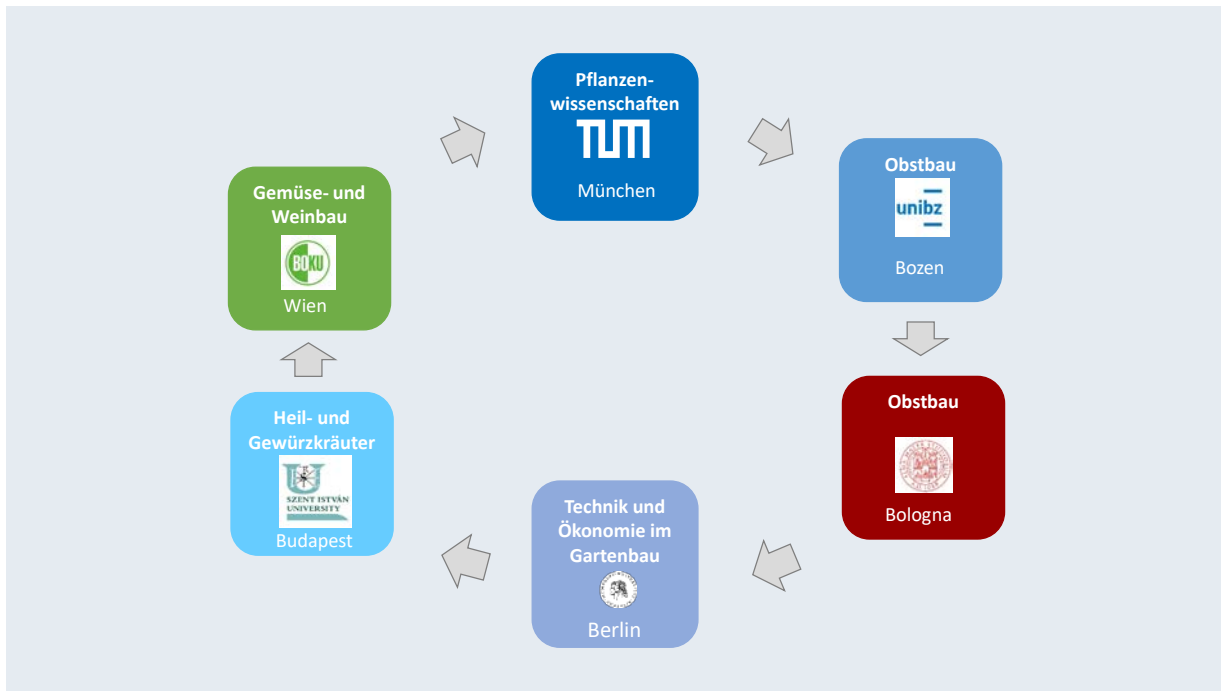 Pflanzen-
wissenschaften
TUM
München
Obstbau
unibz
Bozen
Obstbau
Bologna
Technik und
Ökonomie im
Gartenbau
Berlin
Heil- und
Gewürzkräuter
SZENT ISTVÁN
UNIVERSITY
Budapest
Gemüse- und
Weinbau
BOKU
Wien